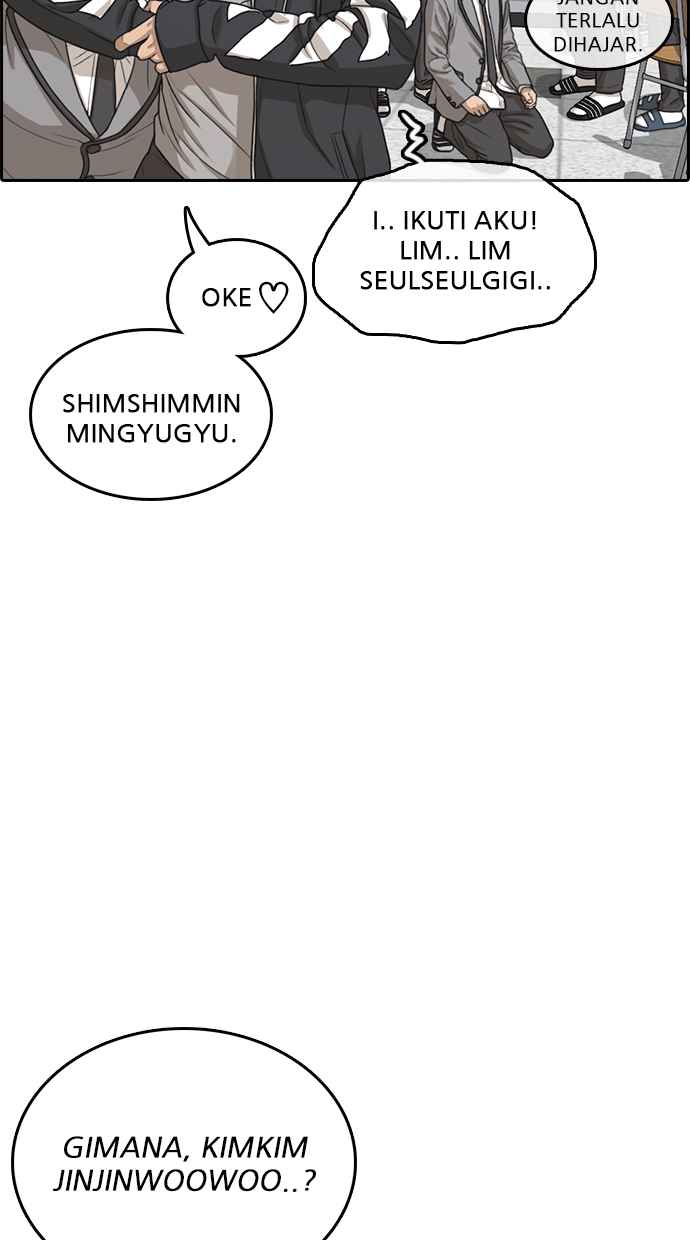 JANGAN
TERLALU
DIHAJAR.
I.. IKUTI AKU!
LIM.. LIM
SEULSEULGIGI..
OKE ♡
SHIMSHIMMIN
MINGYUGYU.
GIMANA, KIMKIM
JINJINWOOWOO..?